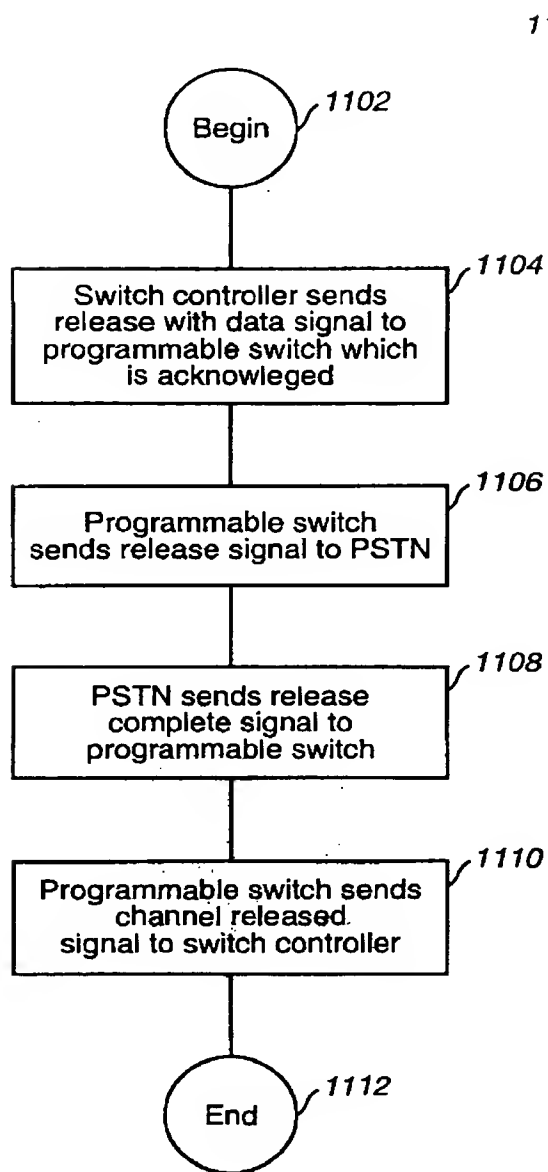 11
1102
Begin
1104
Switch controller sends
release with data signal to
programmable switch which
is acknowleged
1106
Programmable switch
sends release signal to PSTN
1108
PSTN sends release
complete signal to
programmable switch
1110
Programmable switch sends
channel released
signal to switch controller
1112
End